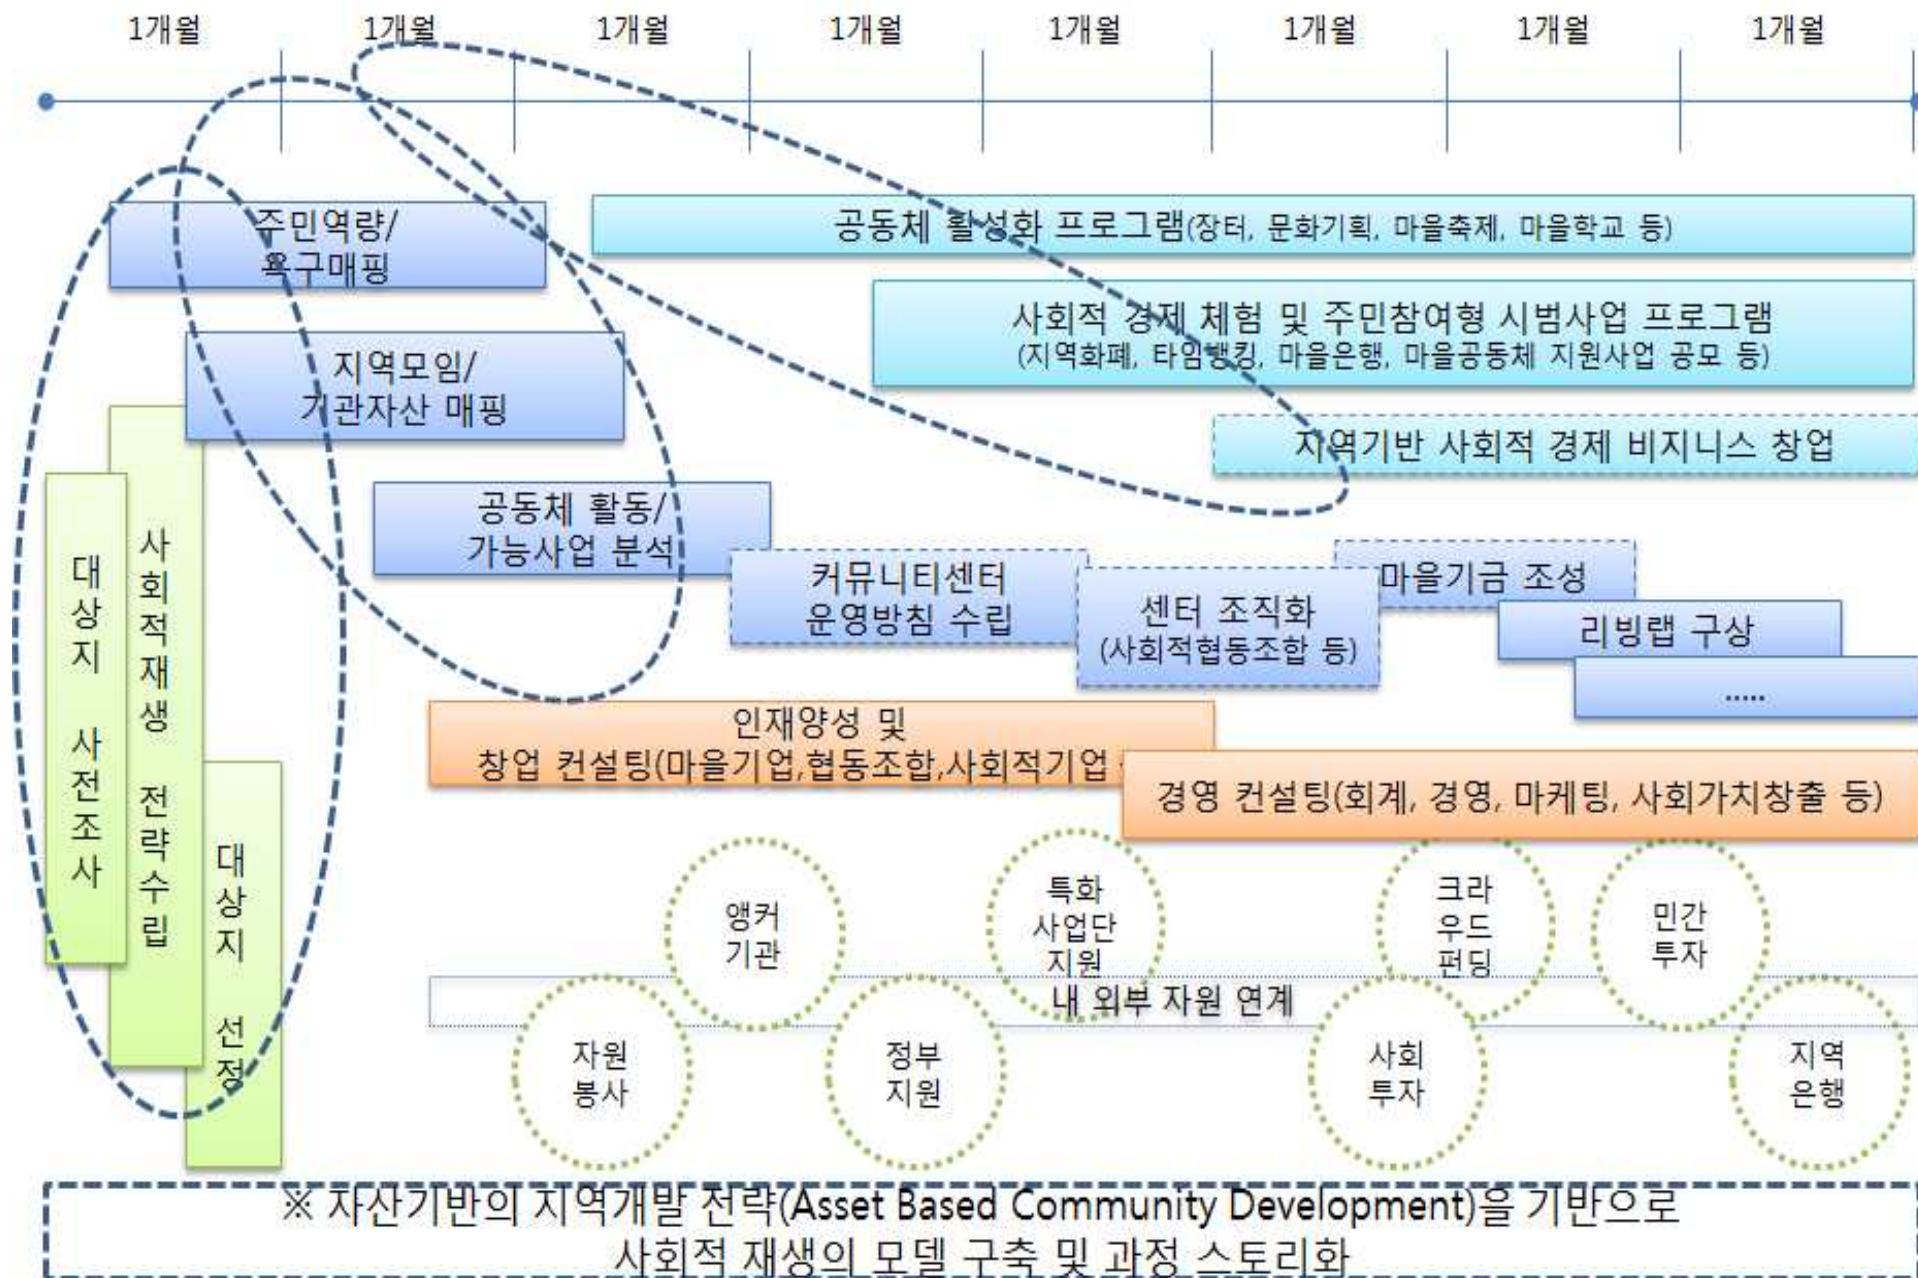 1개월 1개월 1개월 1개월 1개월 1개월 1개월 1개월
주민역량/
욕구매핑
공동체 활성화 프로그램(장터, 문화기획, 마을축제, 마을학교 등)
사회적 경제 체험 및 주민참여형 시범사업 프로그램
(지역화폐, 타임뱅킹, 마을은행, 마을공동체 지원사업 공모 등)
지역모임/
기관자산 매핑
지역기반 사회적 경제 비지니스 창업
대상지 사전조사
사회적재생 전략수립
대상지 선정
공동체 활동/
가능사업 분석
커뮤니티센터
운영방침 수립
센터 조직화
(사회적협동조합 등)
마을기금 조성
리빙랩 구상
.....
인재양성 및
창업 컨설팅(마을기업,협동조합,사회적기업
경영 컨설팅(회계, 경영, 마케팅, 사회가치창출 등)
앵커
기관
특화
사업단
지원
크라
우드
펀딩
민간
투자
내 외부 자원 연계
자원
봉사
정부
지원
사회
투자
지역
은행
※ 자산기반의 지역개발 전략(Asset Based Community Development)을 기반으로
사회적 재생의 모델 구축 및 과정 스토리화